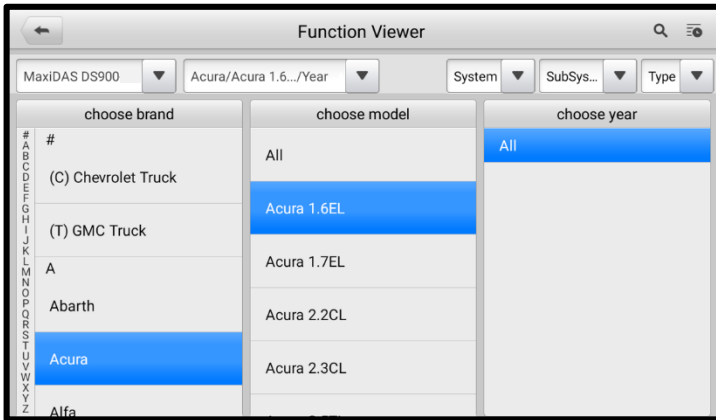 Function Viewer
MaxiDAS DS900
Acura/Acura 1.6.../Year
System
SubSys...
Type
choose brand
choose model
choose year
#
A
B
C
D
E
F
G
H
I
J
K
L
M
N
O
P
Q
R
S
T
U
V
W
X
Y
Z
#
(C) Chevrolet Truck
(T) GMC Truck
A
Abarth
Acura
Alfa
All
Acura 1.6EL
Acura 1.7EL
Acura 2.2CL
Acura 2.3CL
All